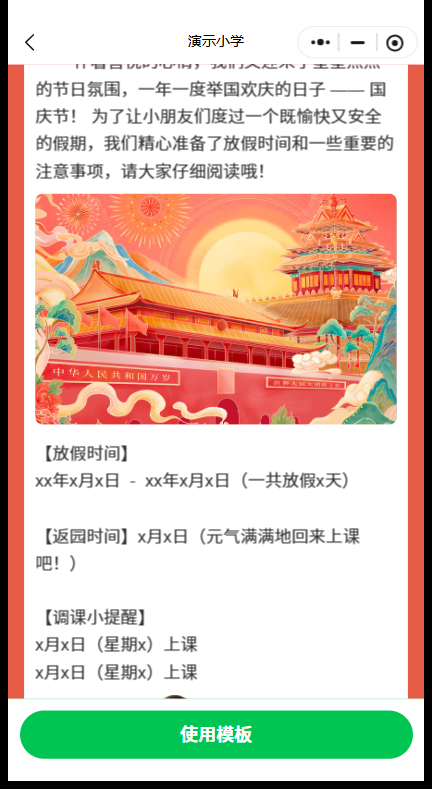 演示小学
的节日氛围，一年一度举国欢庆的日子 —— 国
庆节！ 为了让小朋友们度过一个既愉快又安全
的假期，我们精心准备了放假时间和一些重要的
注意事项，请大家仔细阅读哦！
中华人民共和国万岁
【放假时间】
xx年x月x日 - xx年x月x日（一共放假x天）
【返园时间】x月x日（元气满满地回来上课
吧！）
【调课小提醒】
x月x日（星期x）上课
x月x日（星期x）上课
使用模板